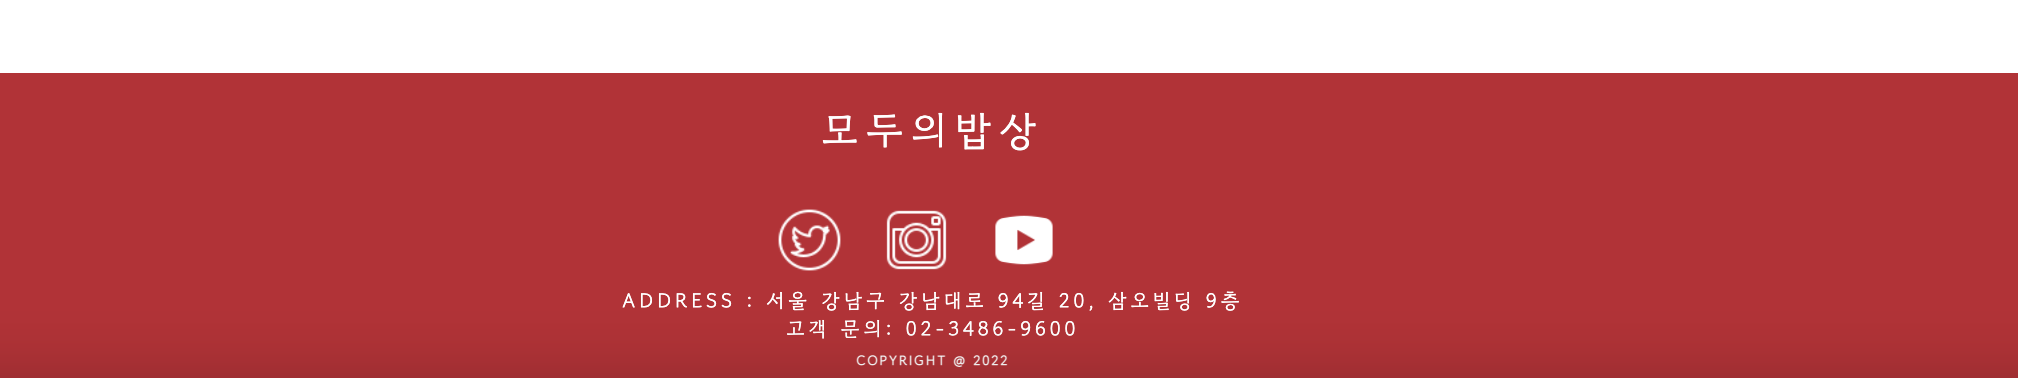 모두의밥상
ADDRESS : 서울 강남구 강남대로 94길 20, 삼오빌딩 9층
고객 문의: 02-3486-9600
COPYRIGHT @ 2022